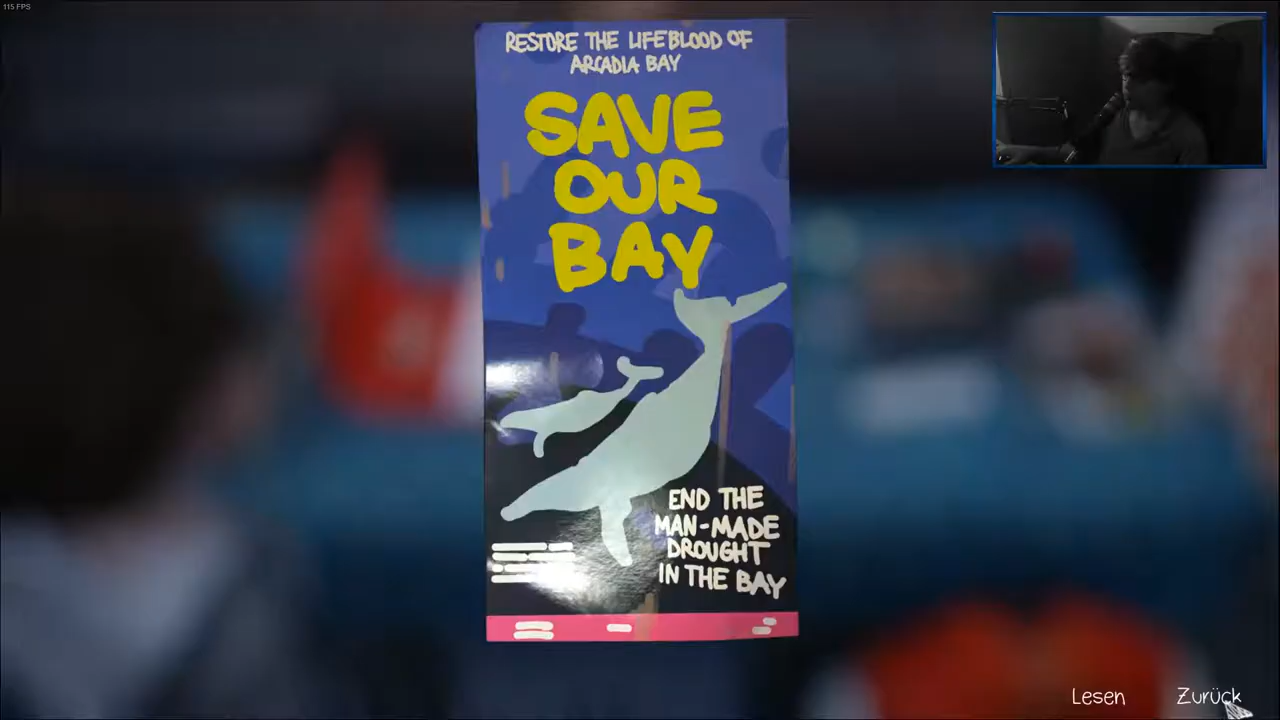 115 FPS
RESTORE THE LIFEBLOOD OF
ARCADIA BAY
SAVE
OUR
BAY
END THE
MAN-MADE
DROUGHT
IN THE BAY
Lesen
Zurück